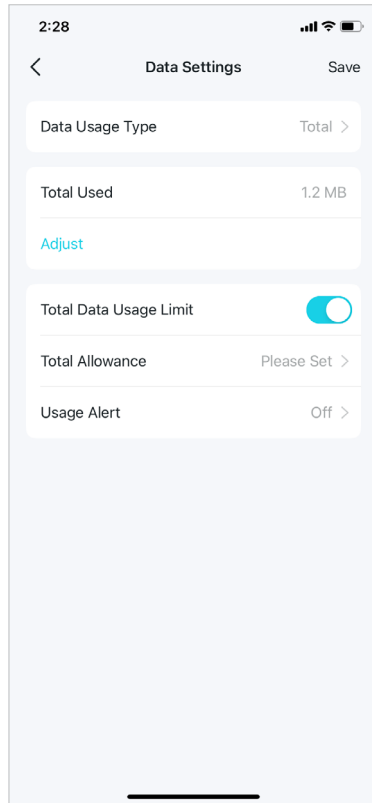 2:28
Data Settings Save
Data Usage Type Total
Total Used 1.2 MB
Adjust
Total Data Usage Limit
Total Allowance Please Set
Usage Alert Off